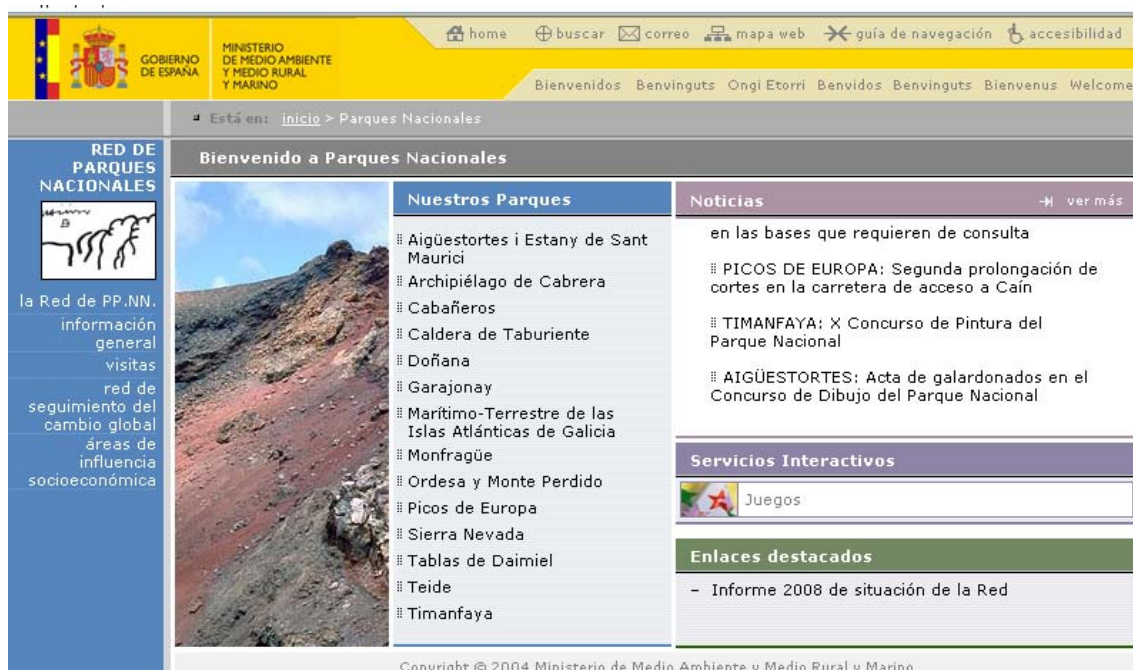 home buscar correo mapa web guía de navegación accesibilidad
GOBIERNO
DE ESPAÑA
MINISTERIO
DE MEDIO AMBIENTE
Y MEDIO RURAL
Y MARINO
Bienvenidos Benvinguts Ongi Etorri Benvidos Benvinguts Bienvenus Welcome
Está en: inicio > Parques Nacionales
RED DE
PARQUES
NACIONALES
la Red de PP.NN.
información
general
visitas
red de
seguimiento del
cambio global
áreas de
influencia
socioeconómica
Bienvenido a Parques Nacionales
Nuestros Parques
Aigüestortes i Estany de Sant
Maurici
Archipiélago de Cabrera
Cabañeros
Caldera de Taburiente
Doñana
Garajonay
Marítimo-Terrestre de las
Islas Atlánticas de Galicia
Monfragüe
Ordesa y Monte Perdido
Picos de Europa
Sierra Nevada
Tablas de Daimiel
Teide
Timanfaya
Noticias ver más
en las bases que requieren de consulta
PICOS DE EUROPA: Segunda prolongación de
cortes en la carretera de acceso a Caín
TIMANFAYA: X Concurso de Pintura del
Parque Nacional
AIGÜESTORTES: Acta de galardonados en el
Concurso de Dibujo del Parque Nacional
Servicios Interactivos
Juegos
Enlaces destacados
– Informe 2008 de situación de la Red
Copyright © 2004 Ministerio de Medio Ambiente y Medio Rural y Marino